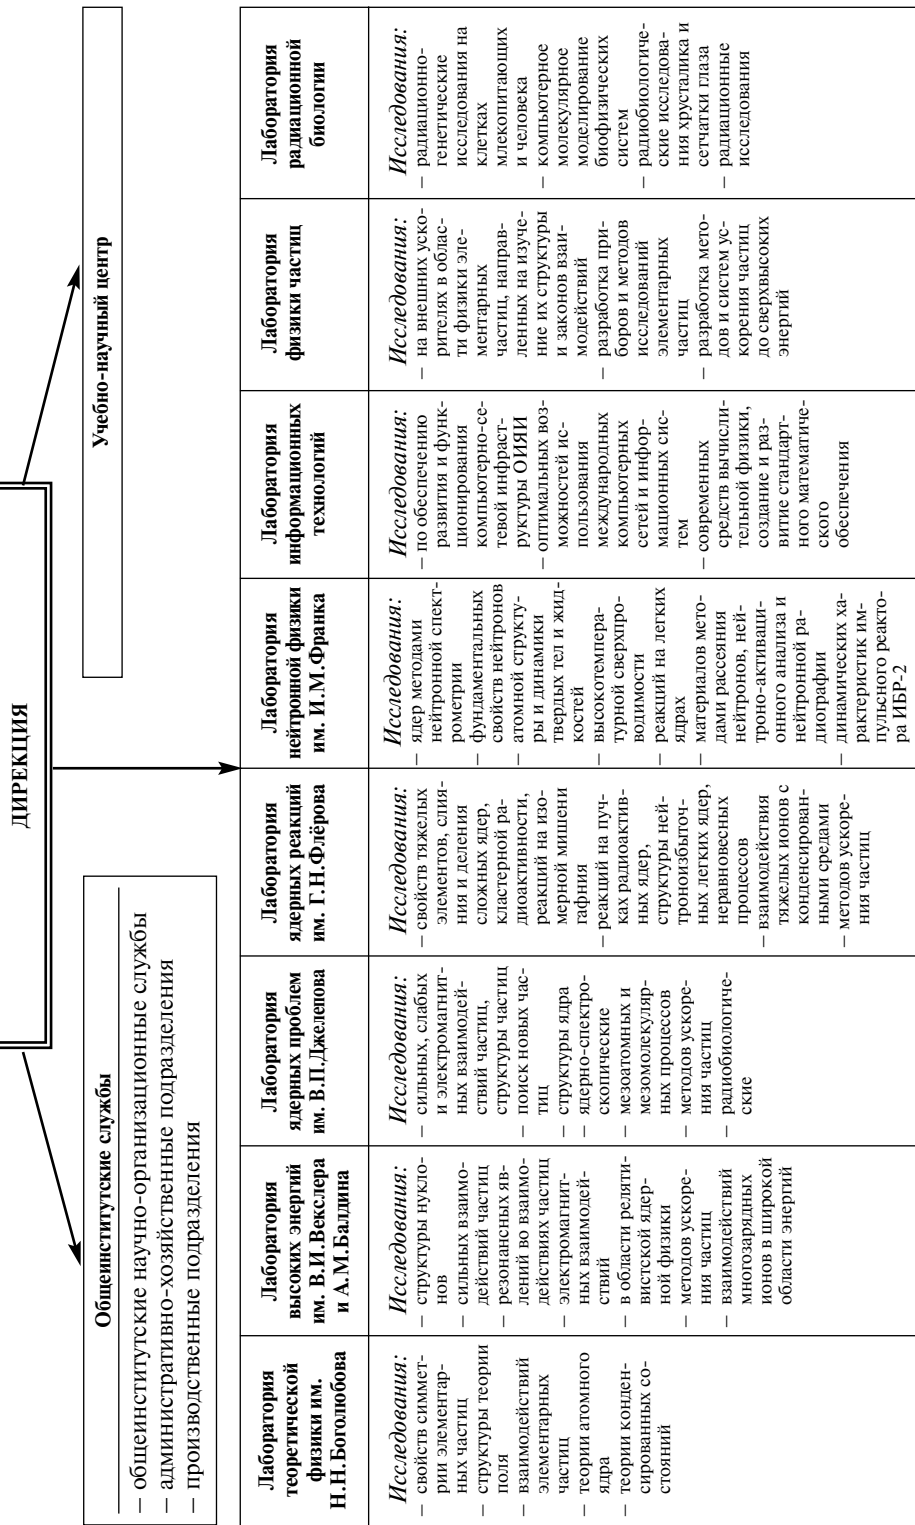 ДИРЕКЦИЯ
Общеинститутские службы
– общеинститутские научно-организационные службы
– административно-хозяйственные подразделения
– производственные подразделения
Учебно-научный центр
Лаборатория
теоретической
физики им.
Н.Н.Боголюбова
Исследования:
– свойств симмет-
рии элементар-
ных частиц
– структуры теории
поля
– взаимодействий
элементарных
частиц
– теории атомного
ядра
– теории конден-
сированных со-
стояний
Лаборатория
высоких энергий
им. В.И.Векслера
и А.М.Балдина
Исследования:
– структуры нукло-
нов
– сильных взаимо-
действий частиц
– резонансных яв-
лений во взаимо-
действиях частиц
– электромагнит-
ных взаимодей-
ствий
– в области реляти-
вистской ядер-
ной физики
– методов ускоре-
ния частиц
– взаимодействий
многозарядных
ионов в широкой
области энергий
Лаборатория
ядерных проблем
им. В.П.Джелепова
Исследования:
– сильных, слабых
и электромагнит-
ных взаимодей-
ствий частиц,
структуры частиц
– поиск новых час-
тиц
– структуры ядра
– ядерно-спектро-
скопические
– мезоатомных и
мезомолекуляр-
ных процессов
– методов ускоре-
ния частиц
– радиобиологиче-
ские
Лаборатория
ядерных реакций
им. Г.Н.Флёрова
Исследования:
– свойств тяжелых
элементов, слия-
ния и деления
сложных ядер,
кластерной ра-
диоактивности,
реакций на изо-
мерной мишени
гафния
– реакций на пуч-
ках радиоактив-
ных ядер,
структуры ней-
троноизбыточ-
ных легких ядер,
неравновесных
процессов
– взаимодействия
тяжелых ионов с
конденсирован-
ными средами
– методов ускоре-
ния частиц
Лаборатория
нейтронной физики
им. И.М.Франка
Исследования:
– ядер методами
нейтронной спект-
рометрии
– фундаментальных
свойств нейтронов
– атомной структу-
ры и динамики
твердых тел и жид-
костей
– высокотемпера-
турной сверхпро-
водимости
– реакций на легких
ядрах
– материалов мето-
дами рассеяния
нейтронов, ней-
троно-активаци-
онного анализа и
нейтронной ра-
диографии
– динамических ха-
рактеристик им-
пульсного реакто-
ра ИБР-2
Лаборатория
информационных
технологий
Исследования:
– по обеспечению
развития и функ-
ционирования
компьютерно-се-
тевой инфраст-
руктуры ОИЯИ
– оптимальных воз-
можностей ис-
пользования
международных
компьютерных
сетей и инфор-
мационных сис-
тем
– современных
средств вычисли-
тельной физики,
создание и раз-
витие стандарт-
ного математиче-
ского
обеспечения
Лаборатория
физики частиц
Исследования:
– на внешних уско-
рителях в облас-
ти физики эле-
ментарных
частиц, направ-
ленных на изуче-
ние их структуры
и законов взаи-
модействий
– разработка при-
боров и методов
исследований
элементарных
частиц
– разработка мето-
дов и систем ус-
корения частиц
до сверхвысоких
энергий
Лаборатория
радиационной
биологии
Исследования:
– радиационно-
генетические
исследования на
клетках
млекопитающих
и человека
– компьютерное
молекулярное
моделирование
биофизических
систем
– радиобиологиче-
ские исследова-
ния хрусталика и
сетчатки глаза
– радиационные
исследования